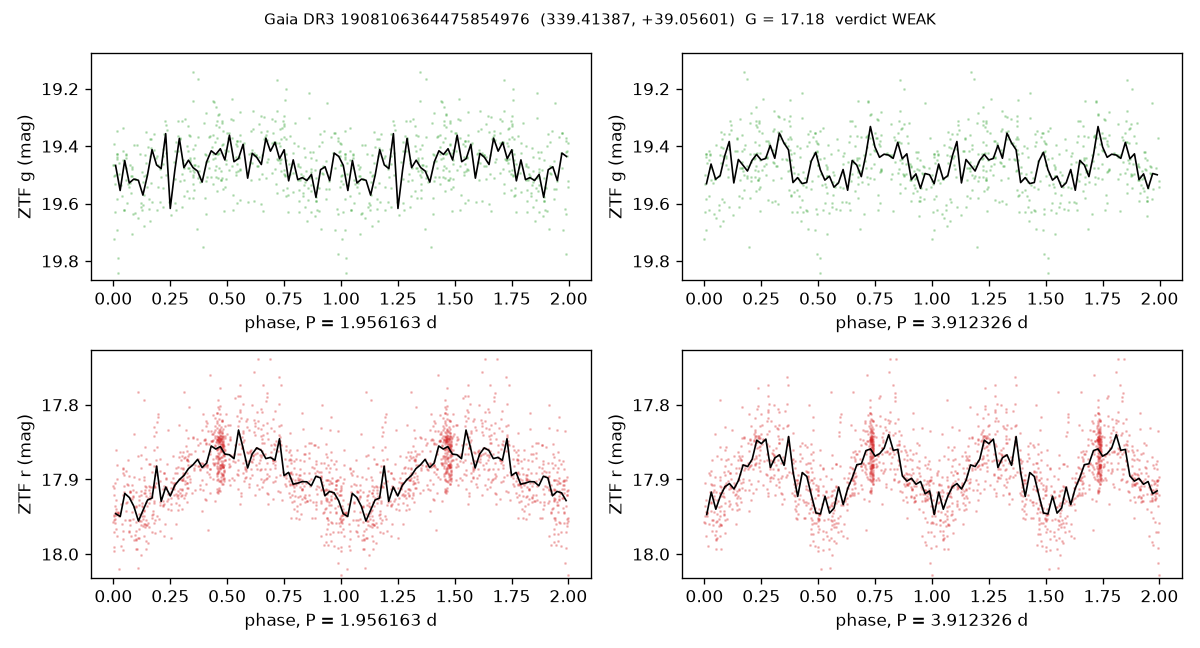 Gaia DR3 1908106364475854976  (339.41387, +39.05601)  G = 17.18  verdict WEAK
ZTF g (mag)
19.2
19.4
19.6
19.8
0.00 0.25 0.50 0.75 1.00 1.25 1.50 1.75 2.00
phase, P = 1.956163 d
ZTF g (mag)
19.2
19.4
19.6
19.8
0.00 0.25 0.50 0.75 1.00 1.25 1.50 1.75 2.00
phase, P = 3.912326 d
ZTF r (mag)
17.8
17.9
18.0
0.00 0.25 0.50 0.75 1.00 1.25 1.50 1.75 2.00
phase, P = 1.956163 d
ZTF r (mag)
17.8
17.9
18.0
0.00 0.25 0.50 0.75 1.00 1.25 1.50 1.75 2.00
phase, P = 3.912326 d